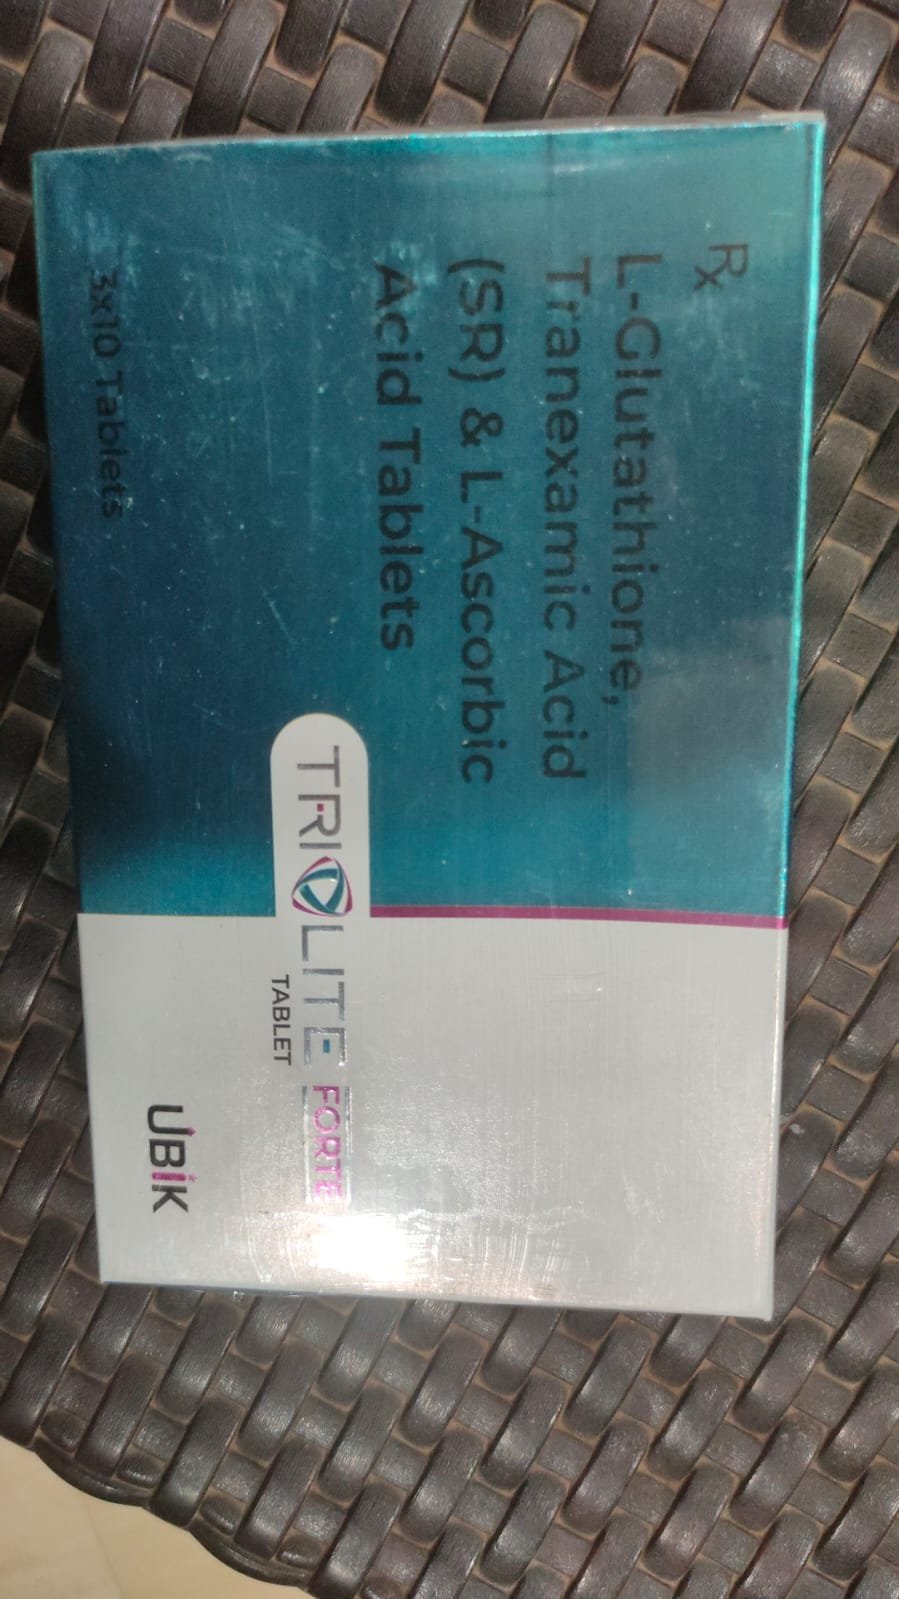 Rx
L-Glutathione,
Tranexamic Acid
(SR) & L-Ascorbic
Acid Tablets
TRIOLITE FORTE
TABLET
3x10 Tablets
UBIK